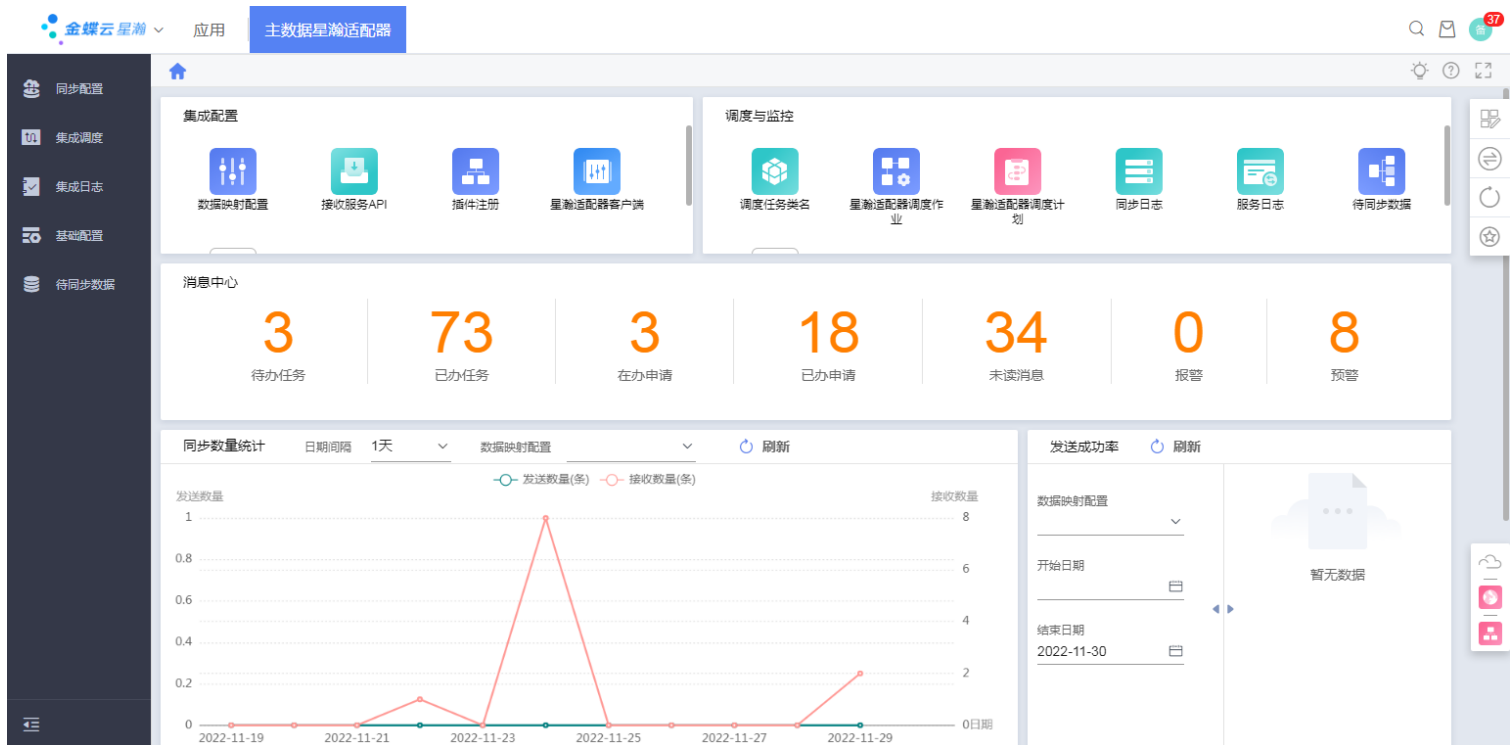 金蝶云 星瀚 应用 主数据星瀚适配器 37
同步配置
集成调度
集成日志
基础配置
待同步数据
集成配置
数据映射配置 接收服务API 插件注册 星瀚适配器客户端
调度与监控
调度任务类名 星瀚适配器调度作业 星瀚适配器调度计划 同步日志 服务日志 待同步数据
消息中心
3 73 3 18 34 0 8
待办任务 已办任务 在办申请 已办申请 未读消息 报警 预警
同步数量统计 日期间隔 1天 数据映射配置 刷新
发送数量(条) 接收数量(条)
发送数量 接收数量
1 8
0.8
6
0.6
4
0.4
0.2 2
0 0 日期
2022-11-19 2022-11-21 2022-11-23 2022-11-25 2022-11-27 2022-11-29
发送成功率 刷新
数据映射配置
开始日期
结束日期
2022-11-30
暂无数据